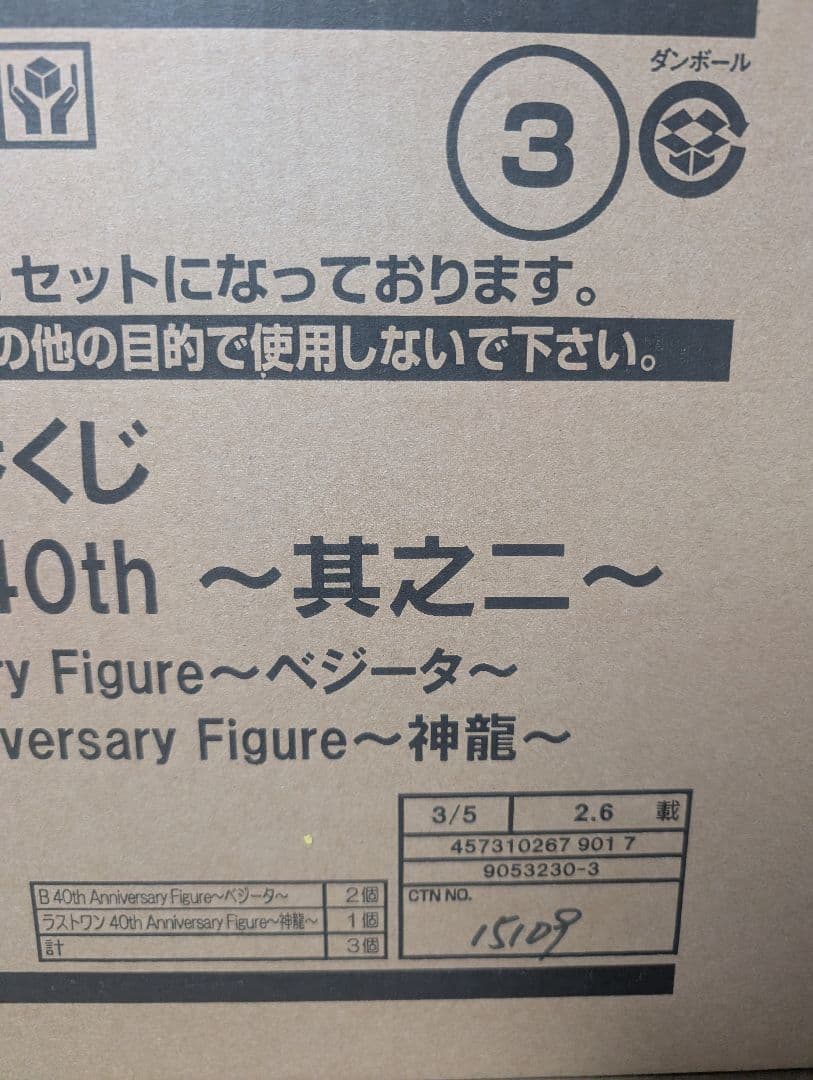 ダンボール
3
セットになっております。
の他の目的で使用しないで下さい。
くじ
40th ～其之二～
ry Figure～ベジータ～
versary Figure～神龍～
3/5 2.6 載
457310267 901 7
9053230-3
CTN NO.
15109
B 40th Anniversary Figure～ベジータ～ 2個
ラストワン 40th Anniversary Figure～神龍～ 1個
計 3個